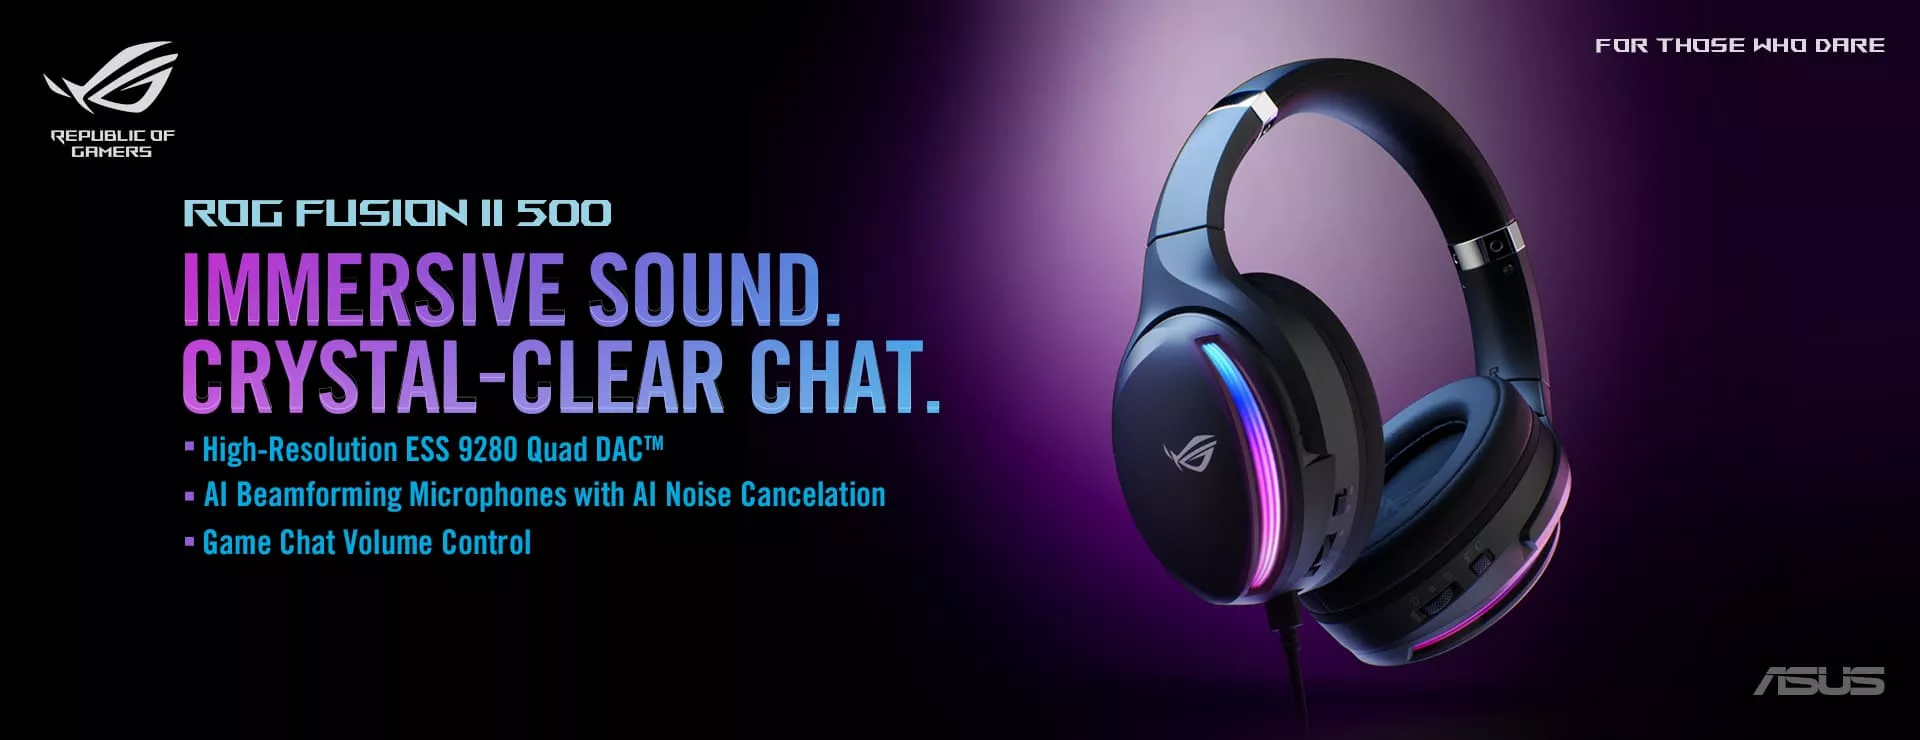 REPUBLIC OF
GAMERS
FOR THOSE WHO DARE
ROG FUSION II 500
IMMERSIVE SOUND.
CRYSTAL-CLEAR CHAT.
High-Resolution ESS 9280 Quad DAC™
AI Beamforming Microphones with AI Noise Cancelation
Game Chat Volume Control
R
ASUS